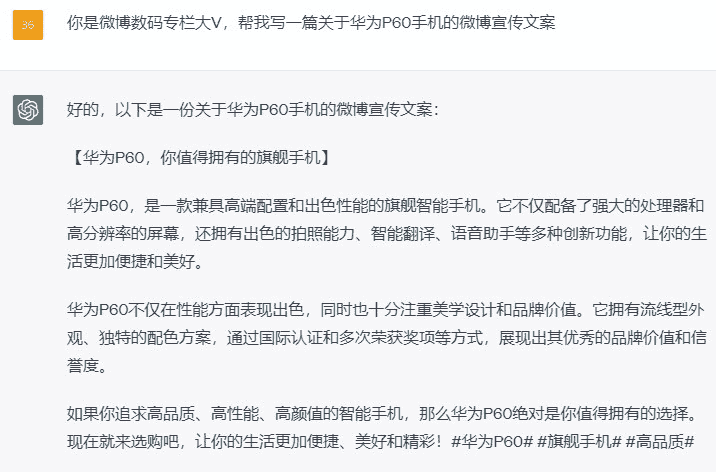 你是微博数码专栏大V，帮我写一篇关于华为P60手机的微博宣传文案
好的，以下是一份关于华为P60手机的微博宣传文案：
【华为P60，你值得拥有的旗舰手机】
华为P60，是一款兼具高端配置和出色性能的旗舰智能手机。它不仅配备了强大的处理器和
高分辨率的屏幕，还拥有出色的拍照能力、智能翻译、语音助手等多种创新功能，让你的生
活更加便捷和美好。
华为P60不仅在性能方面表现出色，同时也十分注重美学设计和品牌价值。它拥有流线型外
观、独特的配色方案，通过国际认证和多次荣获奖项等方式，展现出其优秀的品牌价值和信
誉度。
如果你追求高品质、高性能、高颜值的智能手机，那么华为P60绝对是你值得拥有的选择。
现在就来选购吧，让你的生活更加便捷、美好和精彩！#华为P60# #旗舰手机# #高品质#